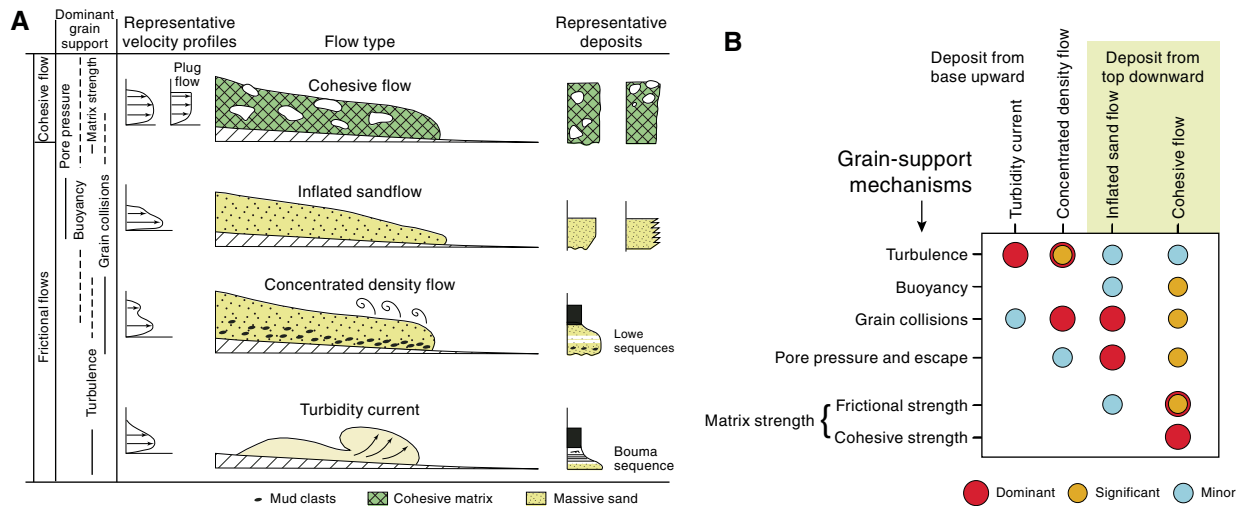 A
Dominant
grain
support
Representative
velocity profiles
Flow type
Representative
deposits
Cohesive flow
Frictional flows
Pore pressure
Matrix strength
Buoyancy
Grain collisions
Turbulence
Plug
flow
Cohesive flow
Inflated sandflow
Concentrated density flow
Lowe
sequences
Turbidity current
Bouma
sequence
Mud clasts
Cohesive matrix
Massive sand
B
Deposit from
base upward
Deposit from
top downward
Grain-support
mechanisms
Turbidity current
Concentrated density flow
Inflated sand flow
Cohesive flow
Turbulence
Buoyancy
Grain collisions
Pore pressure and escape
Matrix strength {
Frictional strength
Cohesive strength
Dominant
Significant
Minor